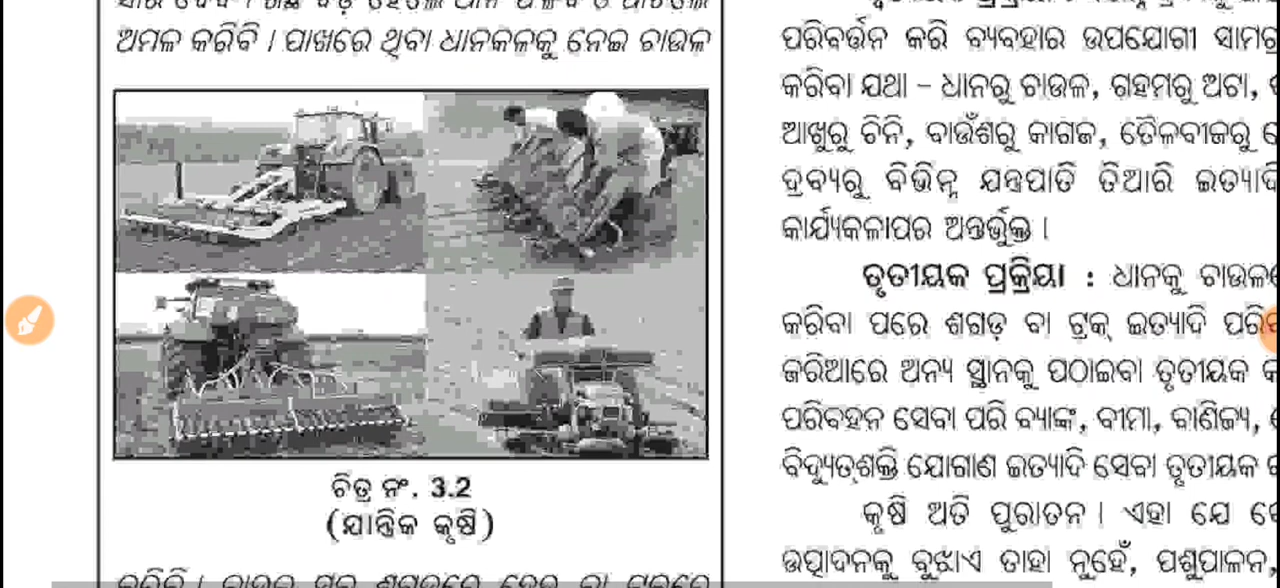 ଅମଳ କରିବି । ପାଖରେ ଥିବା ଧାନକଳକୁ ନେଇ ଚାଉଳ
ଚିତ୍ର ନଂ. 3.2
(ଯାନ୍ତ୍ରିକ କୃଷି)
ପରିବର୍ତ୍ତନ କରି ବ୍ୟବହାର ଉପଯୋଗୀ
କରିବା ଯଥା – ଧାନରୁ ଚାଉଳ, ଗହମରୁ ଅଟା,
ଆଖୁରୁ ଚିନି, ବାଉଁଶରୁ କାଗଜ, ତୈଳବୀଜରୁ
ଦ୍ରବ୍ୟରୁ ବିଭିନ୍ନ ଯନ୍ତ୍ରପାତି ତିଆରି ଇତ୍ୟାଦି
କାର୍ଯ୍ୟକଳାପର ଅନ୍ତର୍ଭୁକ୍ତ ।
ତୃତୀୟକ ପ୍ରକ୍ରିୟା : ଧାନକୁ
କରିବା ପରେ ଶଗଡ଼ ବା ଟ୍ରକ୍ ଇତ୍ୟାଦି
ଜରିଆରେ ଅନ୍ୟ ସ୍ଥାନକୁ ପଠାଇବା ତୃତୀୟକ
ପରିବହନ ସେବା ପରି ବ୍ୟାଙ୍କ, ବୀମା, ବାଣିଜ୍ୟ,
ବିଦ୍ୟୁତ୍‌ଶକ୍ତି ଯୋଗାଣ ଇତ୍ୟାଦି ସେବା ତୃତୀୟକ
କୃଷି ଅତି ପୁରାତନ । ଏହା ଯେ
ଉତ୍ପାଦନକୁ ବୁଝାଏ ତାହା ନୁହେଁ, ପଶୁପାଳନ,